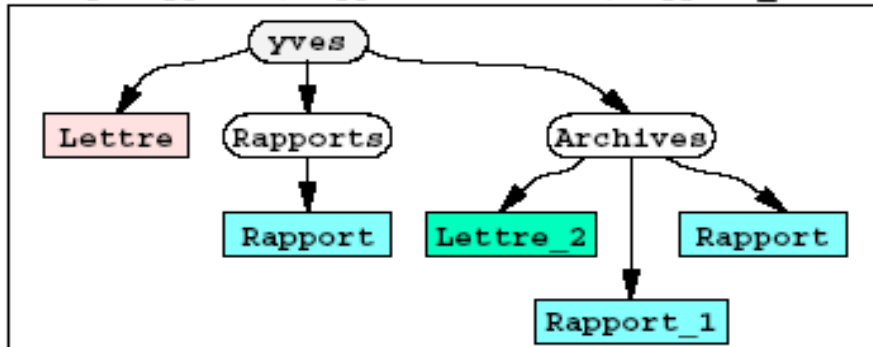 yves
Lettre Rapports Archives
Rapport Lettre_2 Rapport
Rapport_1